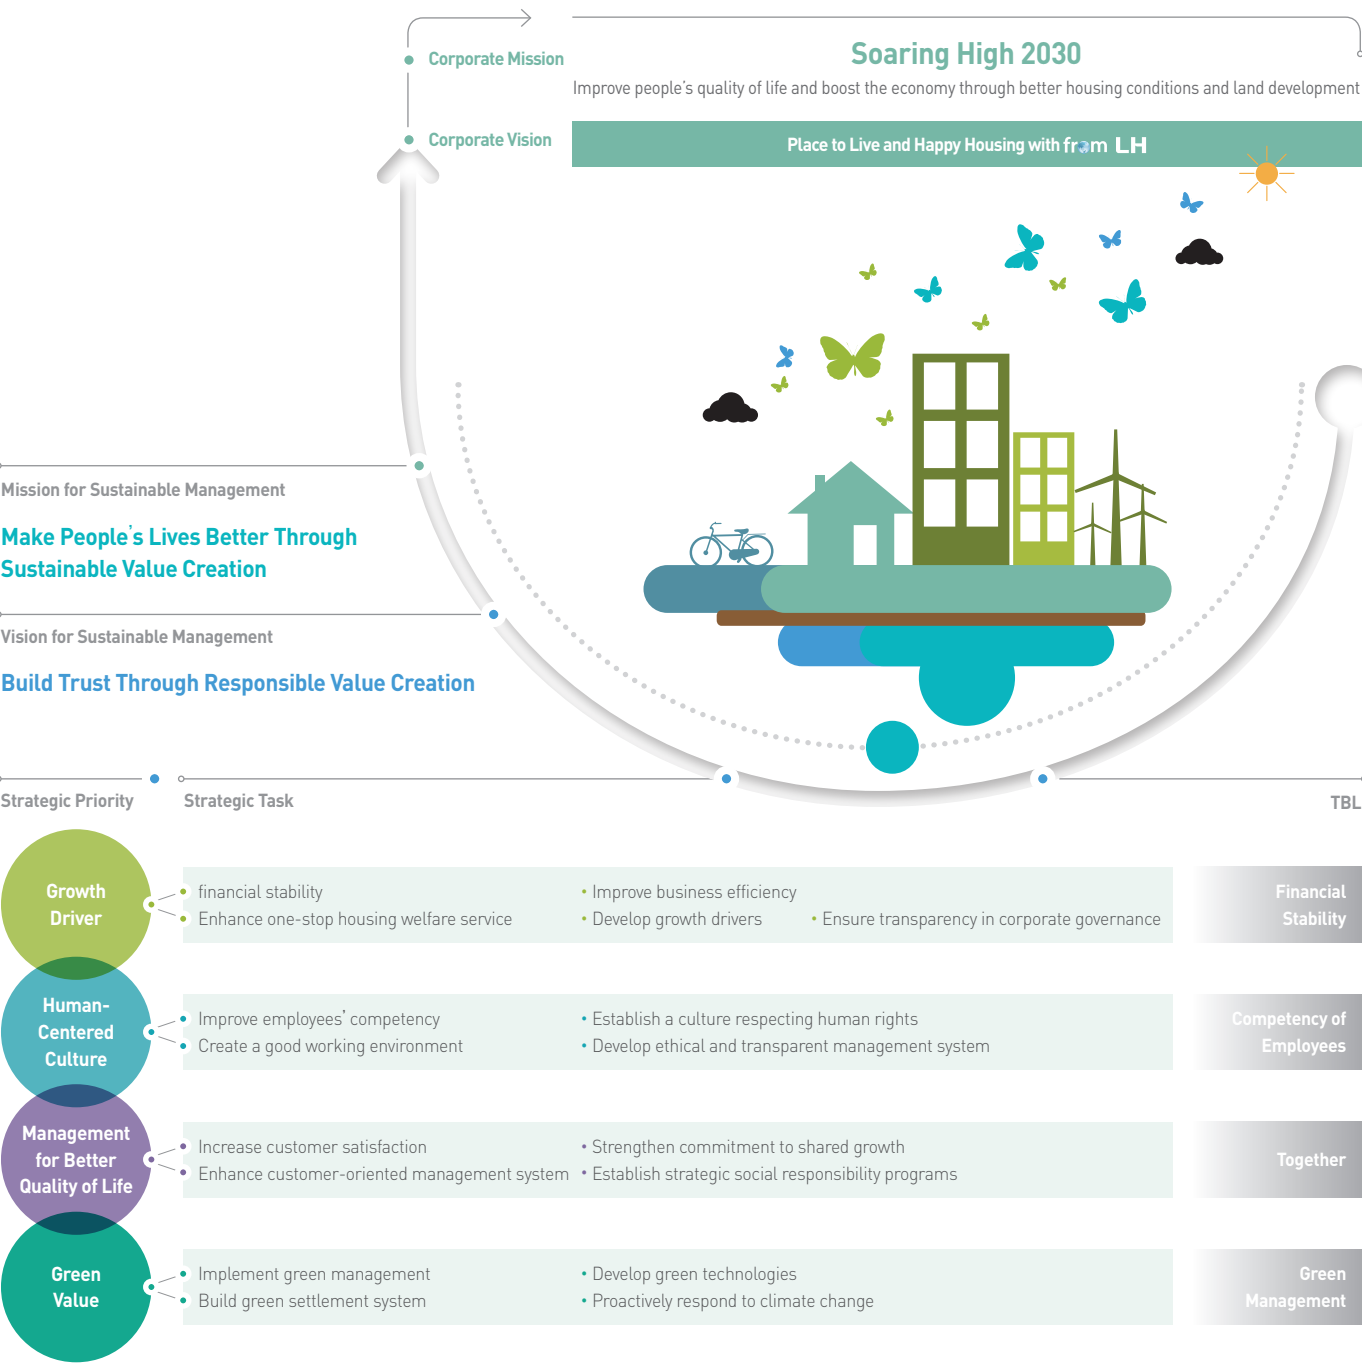 Corporate Mission
Soaring High 2030
Improve people's quality of life and boost the economy through better housing conditions and land development
Corporate Vision
Place to Live and Happy Housing with from LH
Mission for Sustainable Management
Make People's Lives Better Through
Sustainable Value Creation
Vision for Sustainable Management
Build Trust Through Responsible Value Creation
Strategic Priority
Strategic Task
TBL
Growth
Driver
• financial stability
• Improve business efficiency
• Enhance one-stop housing welfare service
• Develop growth drivers
• Ensure transparency in corporate governance
Financial
Stability
Human-
Centered
Culture
• Improve employees' competency
• Establish a culture respecting human rights
• Create a good working environment
• Develop ethical and transparent management system
Competency of
Employees
Management
for Better
Quality of Life
• Increase customer satisfaction
• Strengthen commitment to shared growth
• Enhance customer-oriented management system
• Establish strategic social responsibility programs
Together
Green
Value
• Implement green management
• Develop green technologies
• Build green settlement system
• Proactively respond to climate change
Green
Management